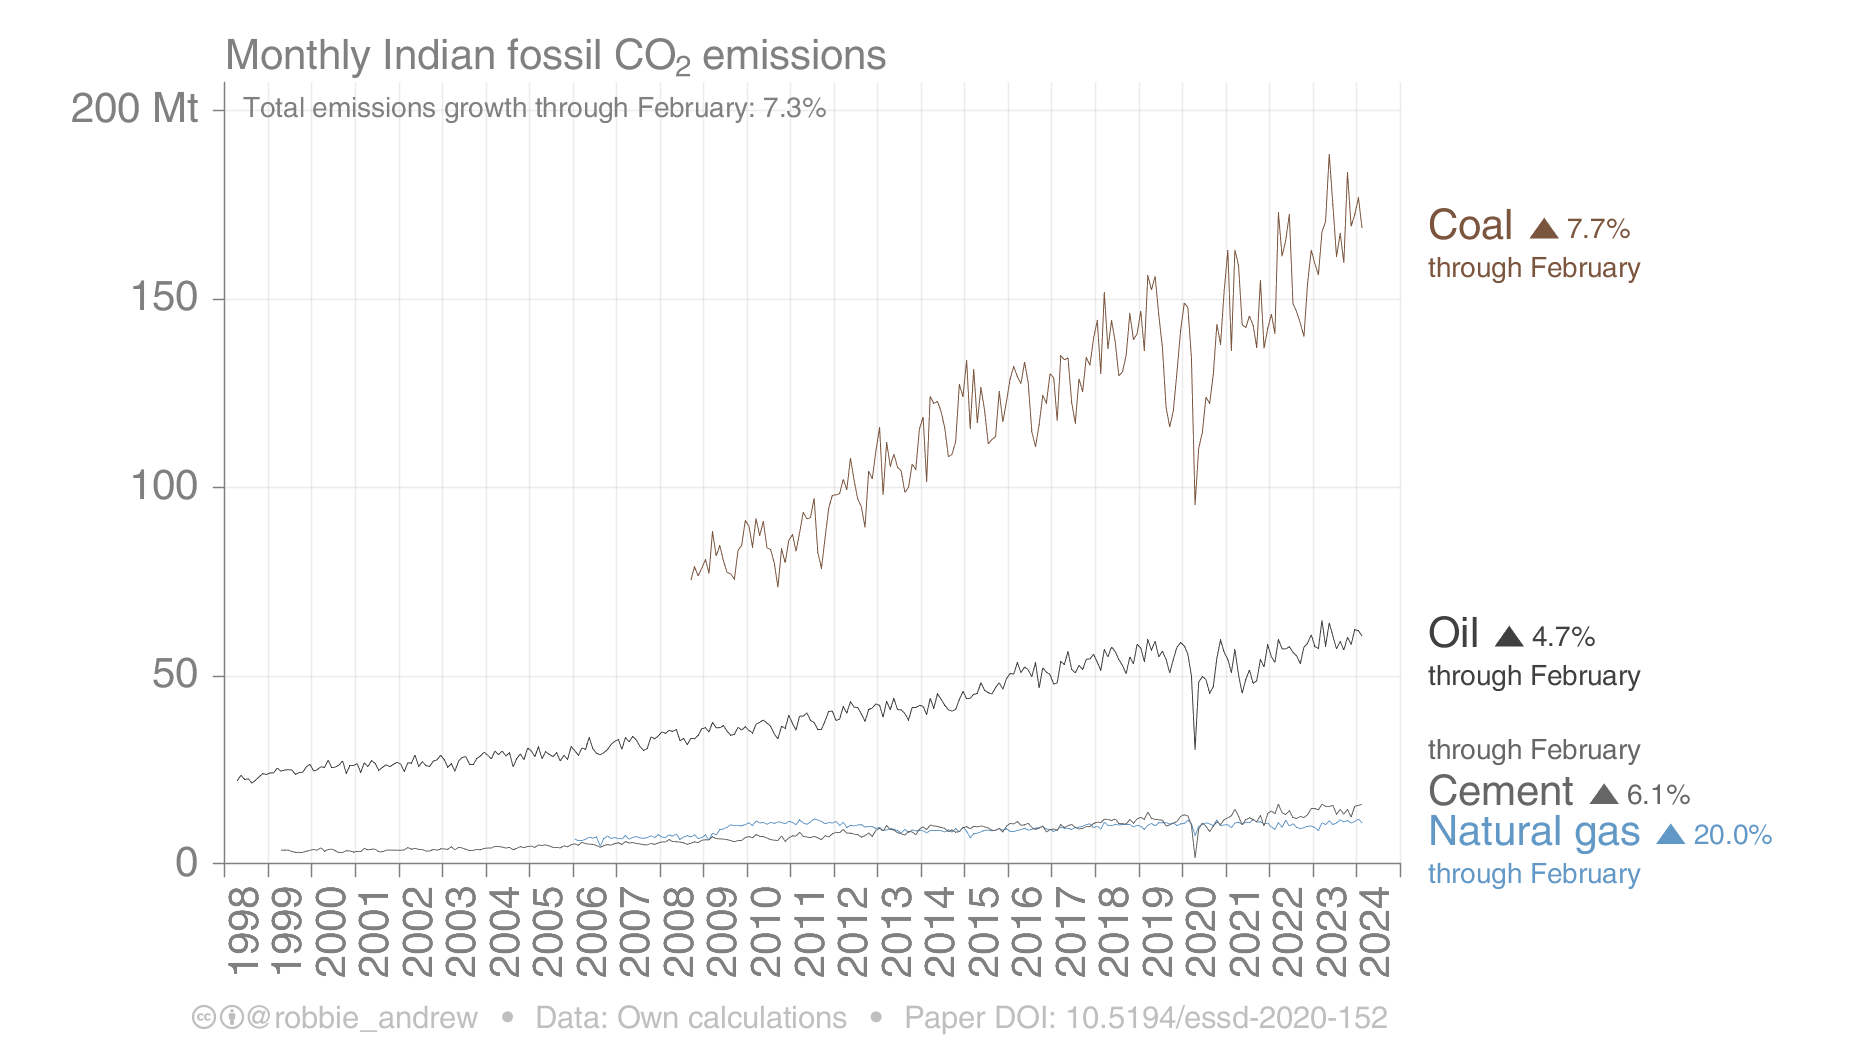 Monthly Indian fossil CO₂ emissions
Total emissions growth through February: 7.3%
200 Mt
150
100
50
0
Coal ▲ 7.7%
through February
Oil ▲ 4.7%
through February
through February
Cement ▲ 6.1%
Natural gas ▲ 20.0%
through February
1998 1999 2000 2001 2002 2003 2004 2005 2006 2007 2008 2009 2010 2011 2012 2013 2014 2015 2016 2017 2018 2019 2020 2021 2022 2023 2024
@robbie_andrew • Data: Own calculations • Paper DOI: 10.5194/essd-2020-152